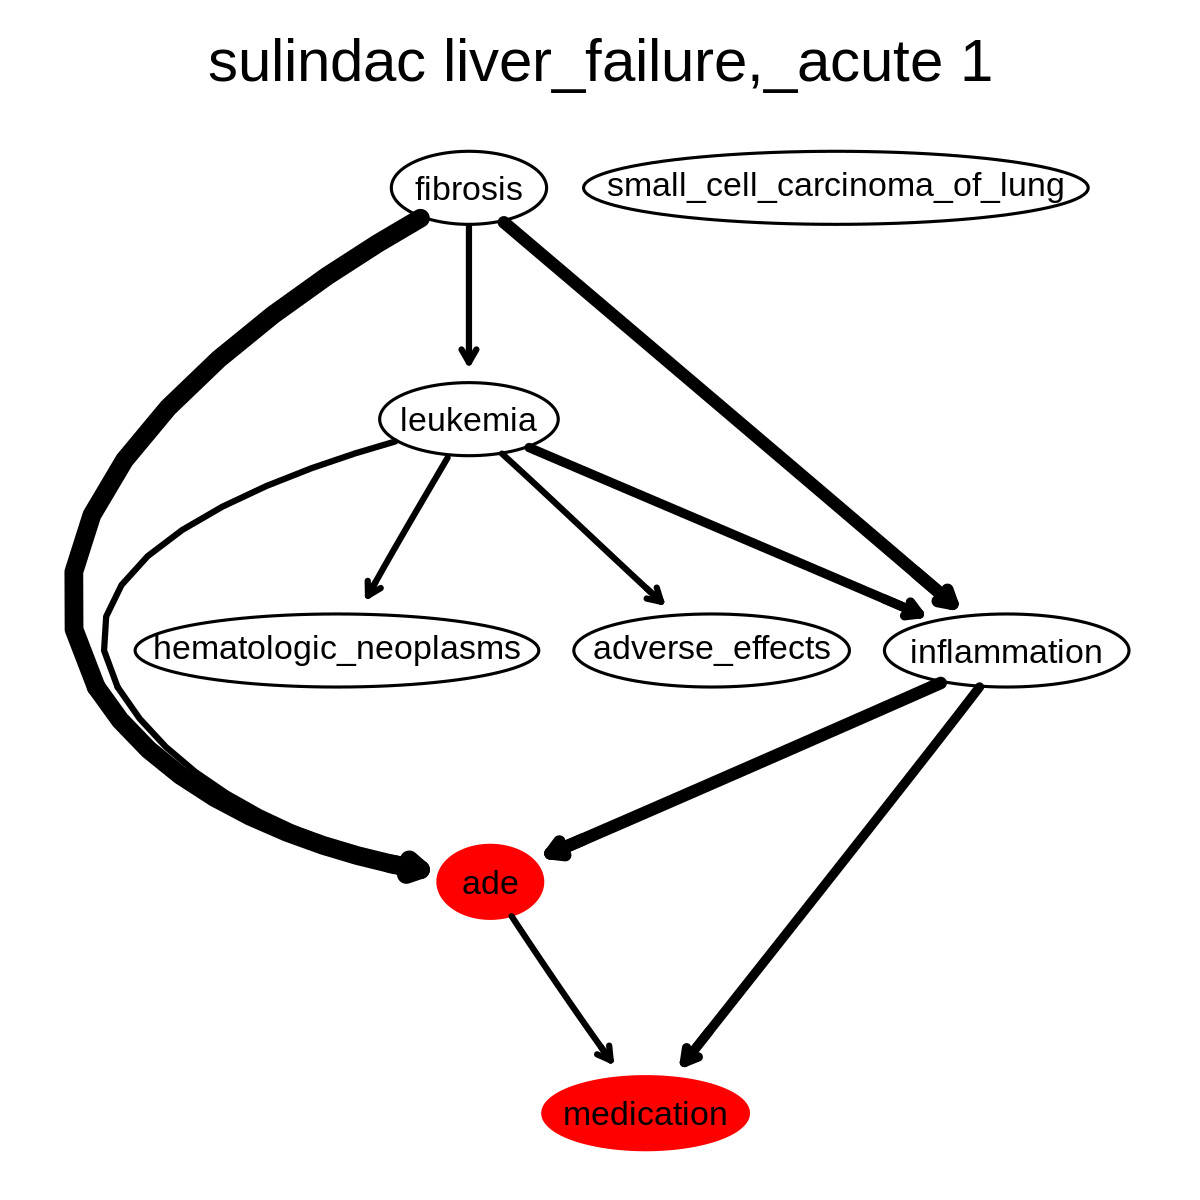 sulindac liver_failure,_acute 1
fibrosis
small_cell_carcinoma_of_lung
leukemia
hematologic_neoplasms
adverse_effects
inflammation
ade
medication